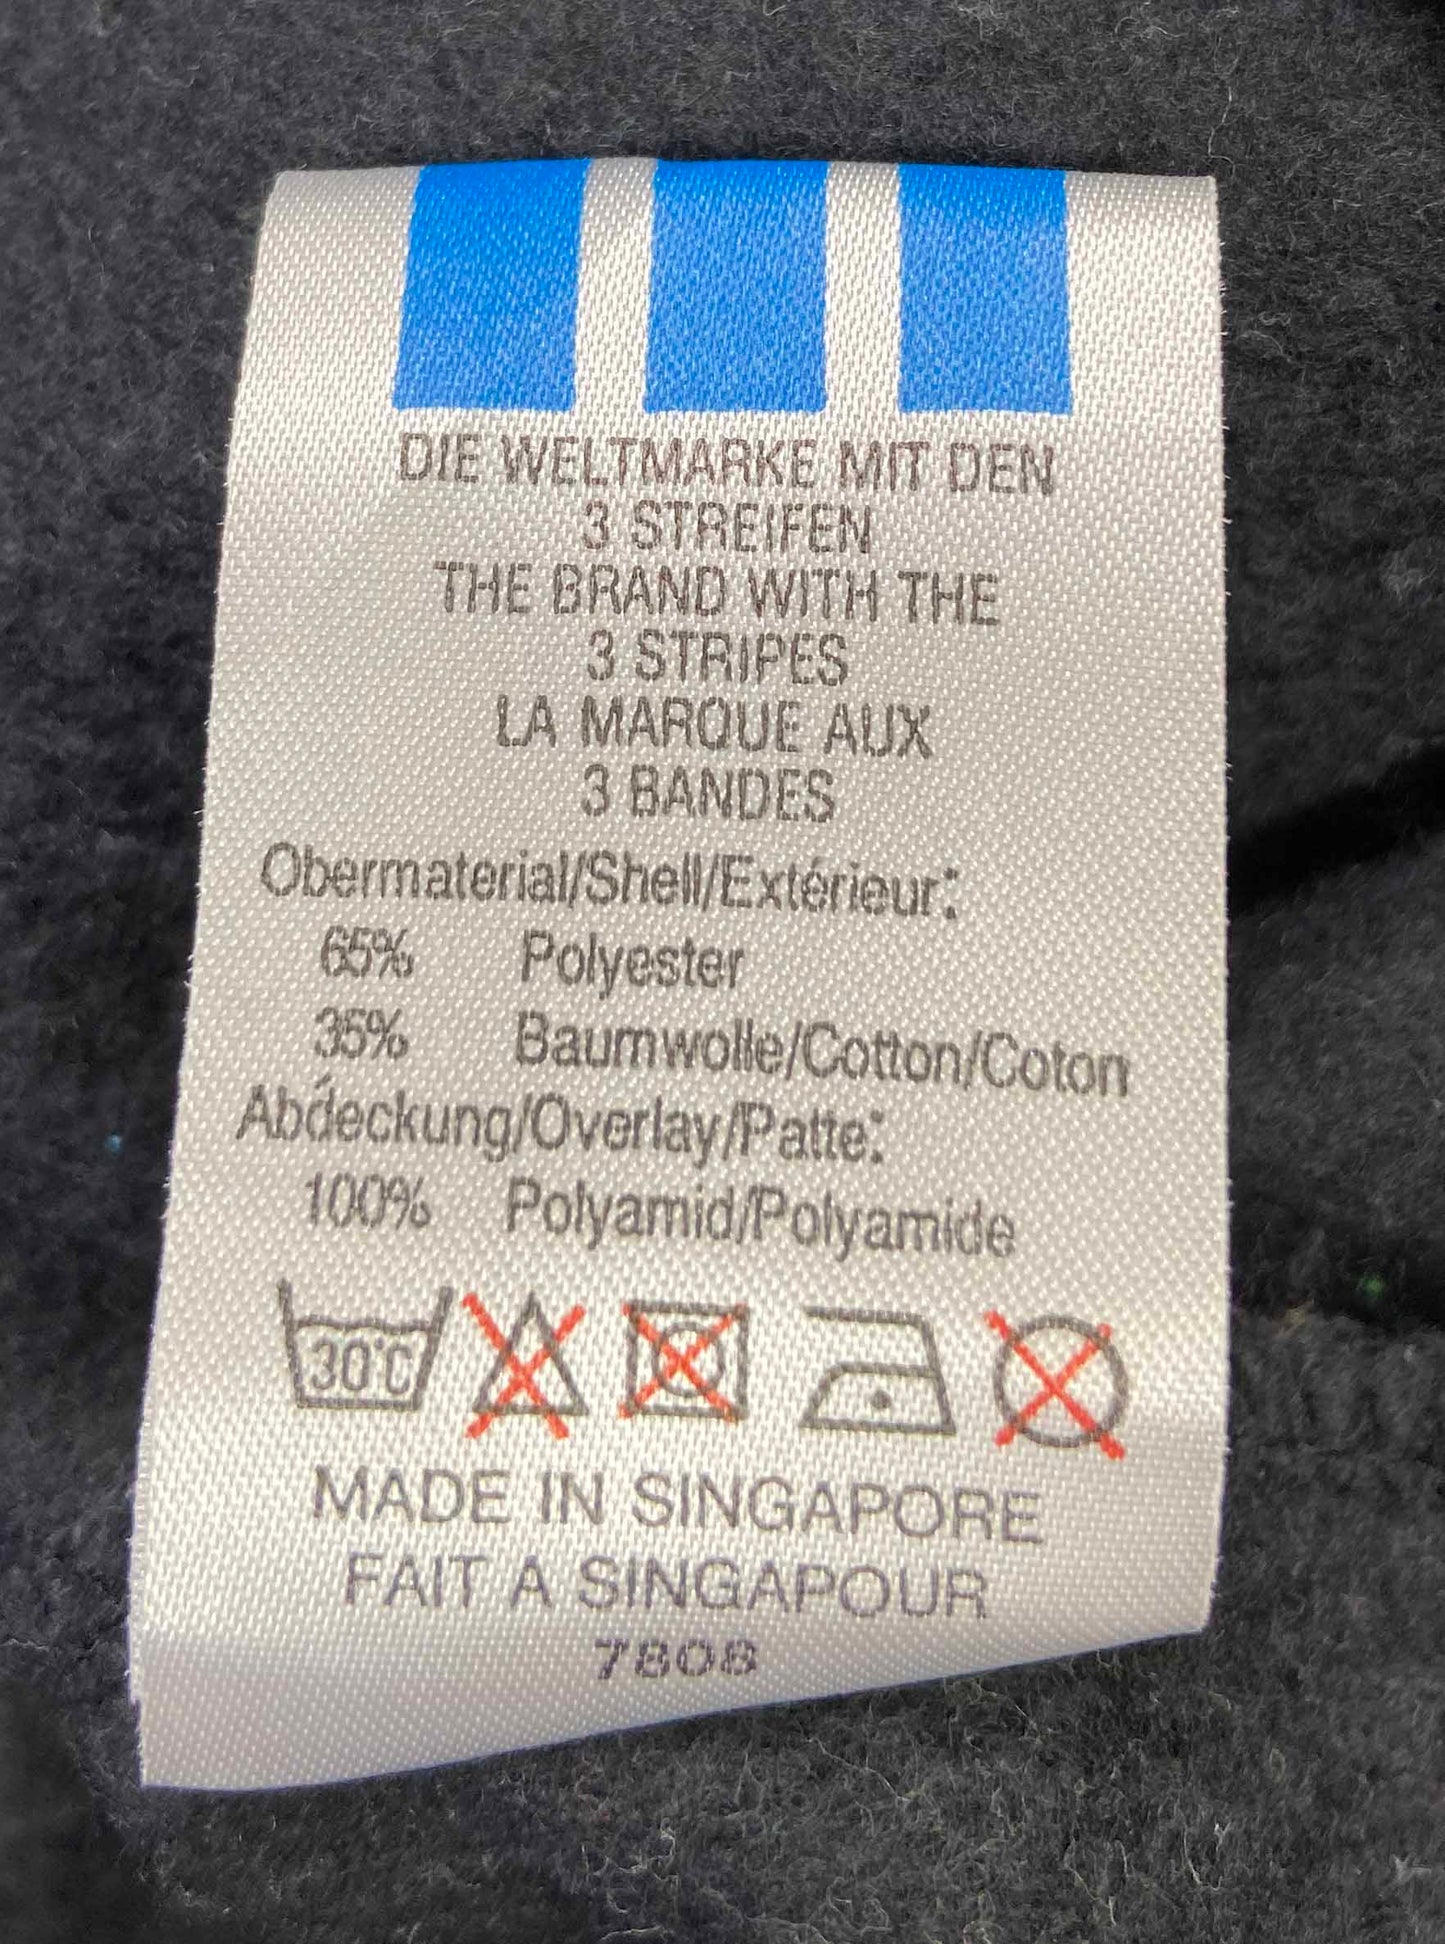 DIE WELTMARKE MIT DEN
3 STREIFEN
THE BRAND WITH THE
3 STRIPES
LA MARQUE AUX
3 BANDES
Obermaterial/Shell/Extérieur:
65% Polyester
35% Baumwolle/Cotton/Coton
Abdeckung/Overlay/Patte:
100% Polyamid/Polyamide
30°C
MADE IN SINGAPORE
FAIT A SINGAPOUR
7808